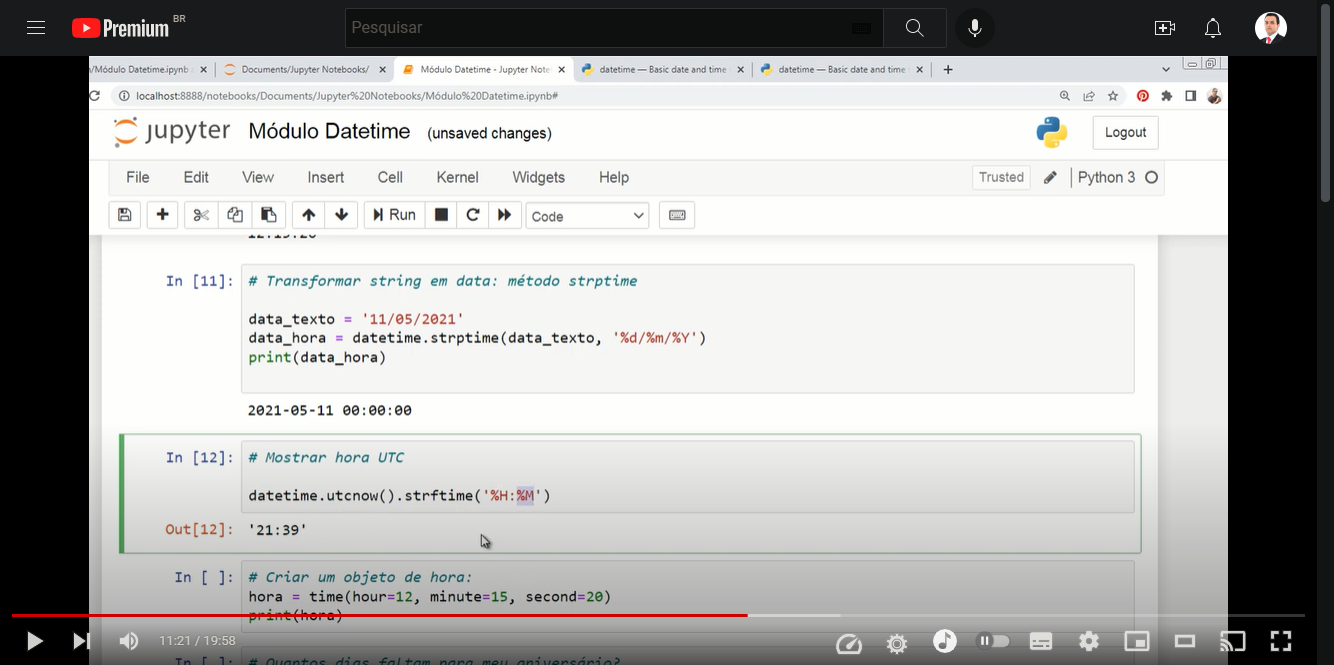 Premium BR
Pesquisar
/Módulo Datetime.ipynb
Documents/Jupyter Notebooks/
Módulo Datetime - Jupyter Note
datetime — Basic date and time
datetime — Basic date and time
localhost:8888/notebooks/Documents/Jupyter%20Notebooks/Módulo%20Datetime.ipynb#
jupyter Módulo Datetime (unsaved changes)
Logout
File Edit View Insert Cell Kernel Widgets Help
Trusted
Python 3
Run
Code
In [11]: # Transformar string em data: método strptime
data_texto = '11/05/2021'
data_hora = datetime.strptime(data_texto, '%d/%m/%Y')
print(data_hora)
2021-05-11 00:00:00
In [12]: # Mostrar hora UTC
datetime.utcnow().strftime('%H:%M')
Out[12]: '21:39'
In [ ]: # Criar um objeto de hora:
hora = time(hour=12, minute=15, second=20)
print(hora)
11:21 / 19:58
In [ ]: # Quantos dias faltam para meu aniversário?